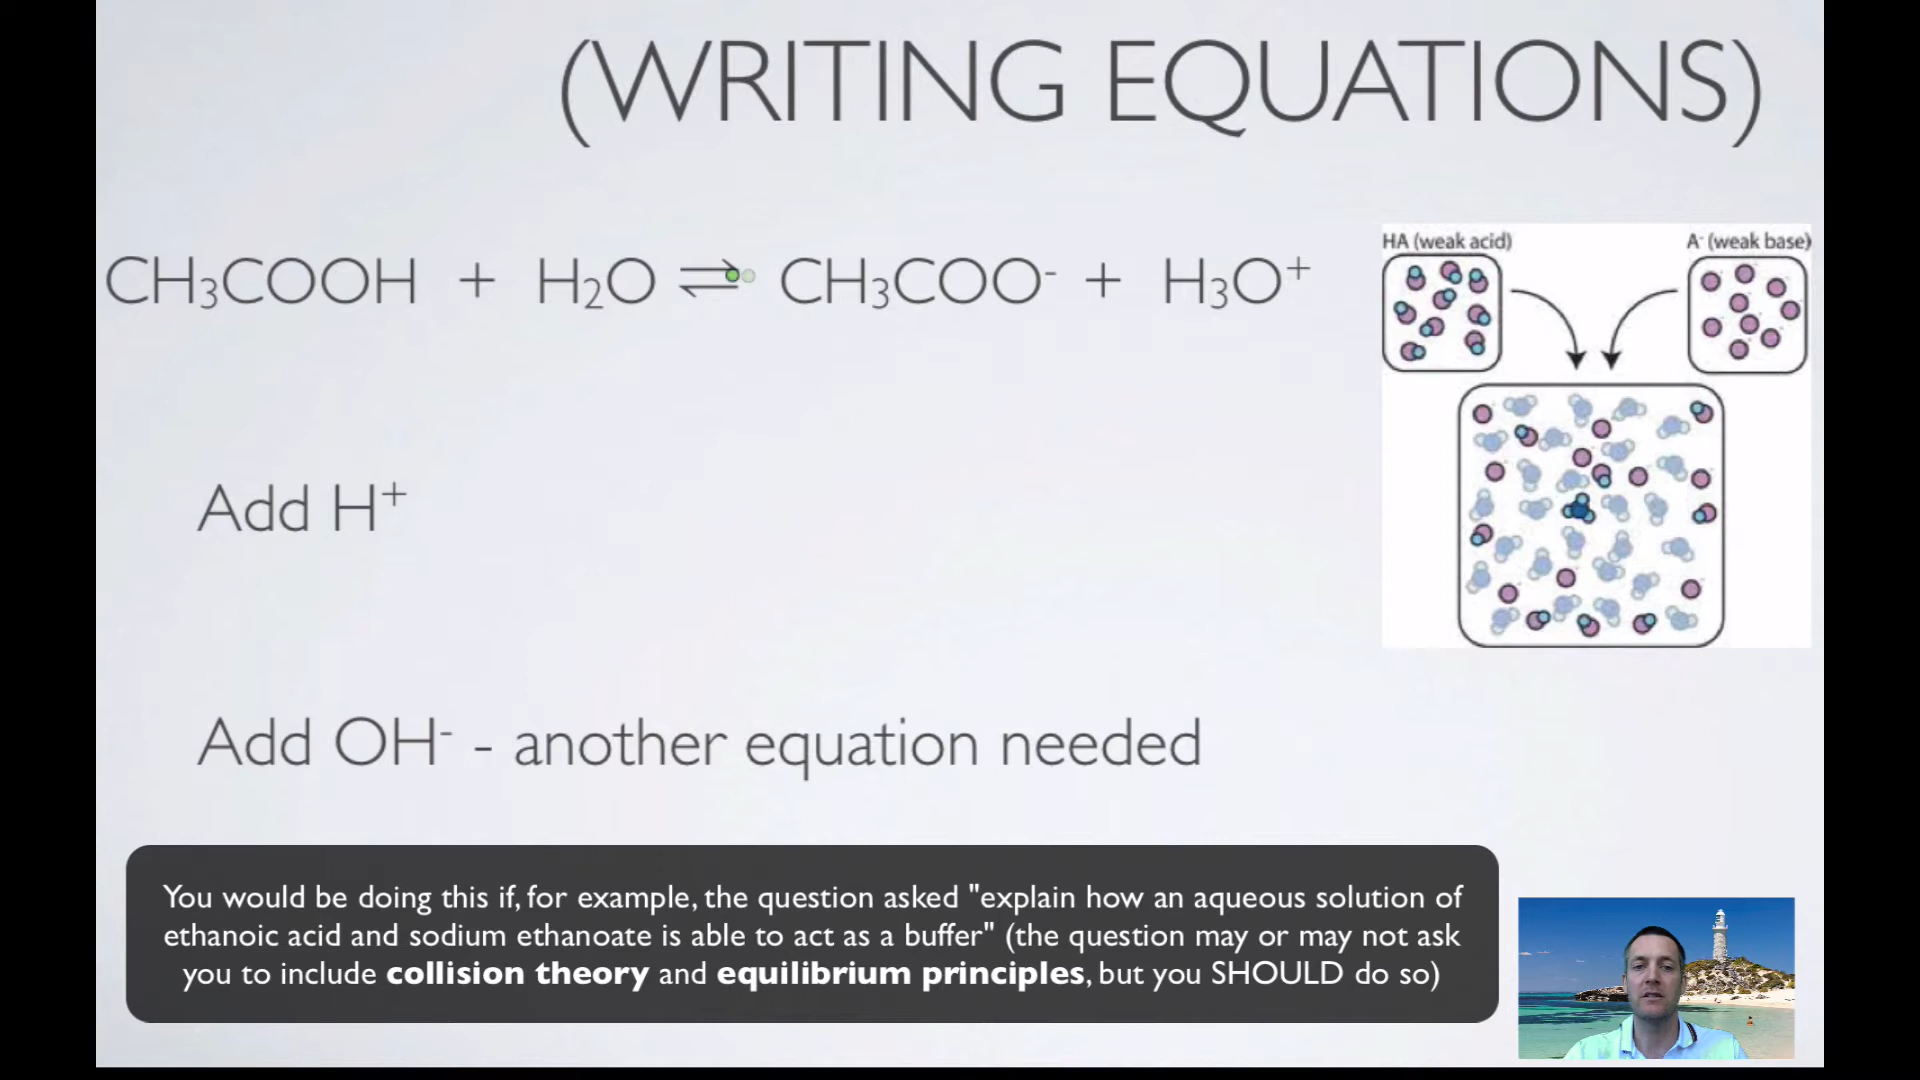 (WRITING EQUATIONS)
CH₃COOH + H₂O ⇌ CH₃COO⁻ + H₃O⁺
HA (weak acid)
A⁻ (weak base)
Add H⁺
Add OH⁻ - another equation needed
You would be doing this if, for example, the question asked "explain how an aqueous solution of
ethanoic acid and sodium ethanoate is able to act as a buffer" (the question may or may not ask
you to include collision theory and equilibrium principles, but you SHOULD do so)